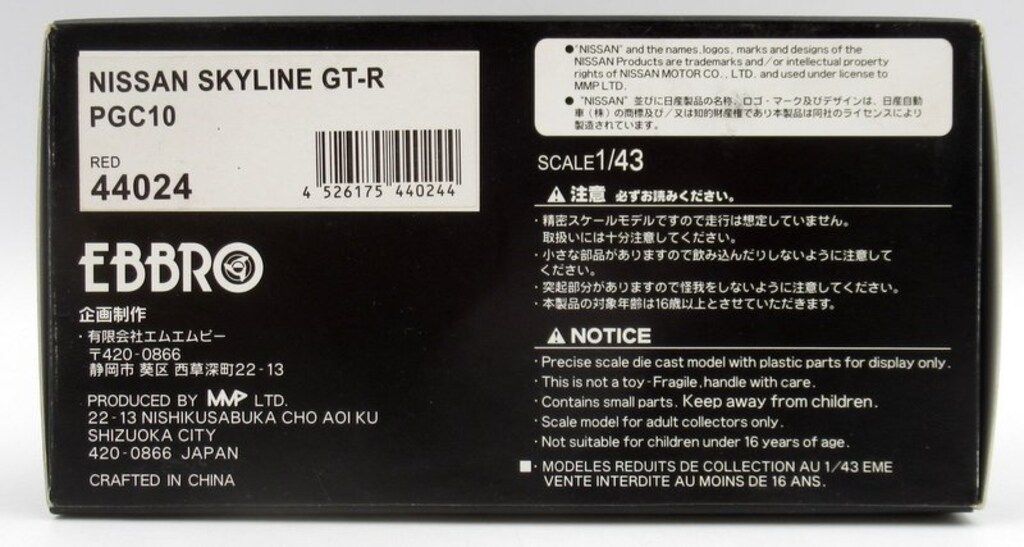 NISSAN SKYLINE GT-R
PGC10
RED
44024
4 526175 440244
EBBRO
企画制作
・有限会社エムエムピー
〒420-0866
静岡市 葵区 西草深町22-13
PRODUCED BY MMP LTD.
22-13 NISHIKUSABUKA CHO AOI KU
SHIZUOKA CITY
420-0866 JAPAN
CRAFTED IN CHINA
●"NISSAN" and the names, logos, marks and designs of the
NISSAN Products are trademarks and/or intellectual property
rights of NISSAN MOTOR CO., LTD. and used under license to
MMP LTD.
●"NISSAN" 並びに日産製品の名称、ロゴ・マーク及びデザインは、日産自動
車(株)の商標及び/又は知的財産権であり本製品は同社のライセンスにより
製造されています。
SCALE1/43
⚠注意 必ずお読みください。
・精密スケールモデルですので走行は想定していません。
取扱いには十分注意してください。
・小さな部品がありますので飲み込んだりしないように注意して
ください。
・突起部分がありますので怪我をしないように注意してください。
・本製品の対象年齢は16歳以上とさせていただきます。
⚠NOTICE
・Precise scale die cast model with plastic parts for display only.
・This is not a toy-Fragile, handle with care.
・Contains small parts. Keep away from children.
・Scale model for adult collectors only.
・Not suitable for children under 16 years of age.
■・MODELES REDUITS DE COLLECTION AU 1/43 EME
VENTE INTERDITE AU MOINS DE 16 ANS.